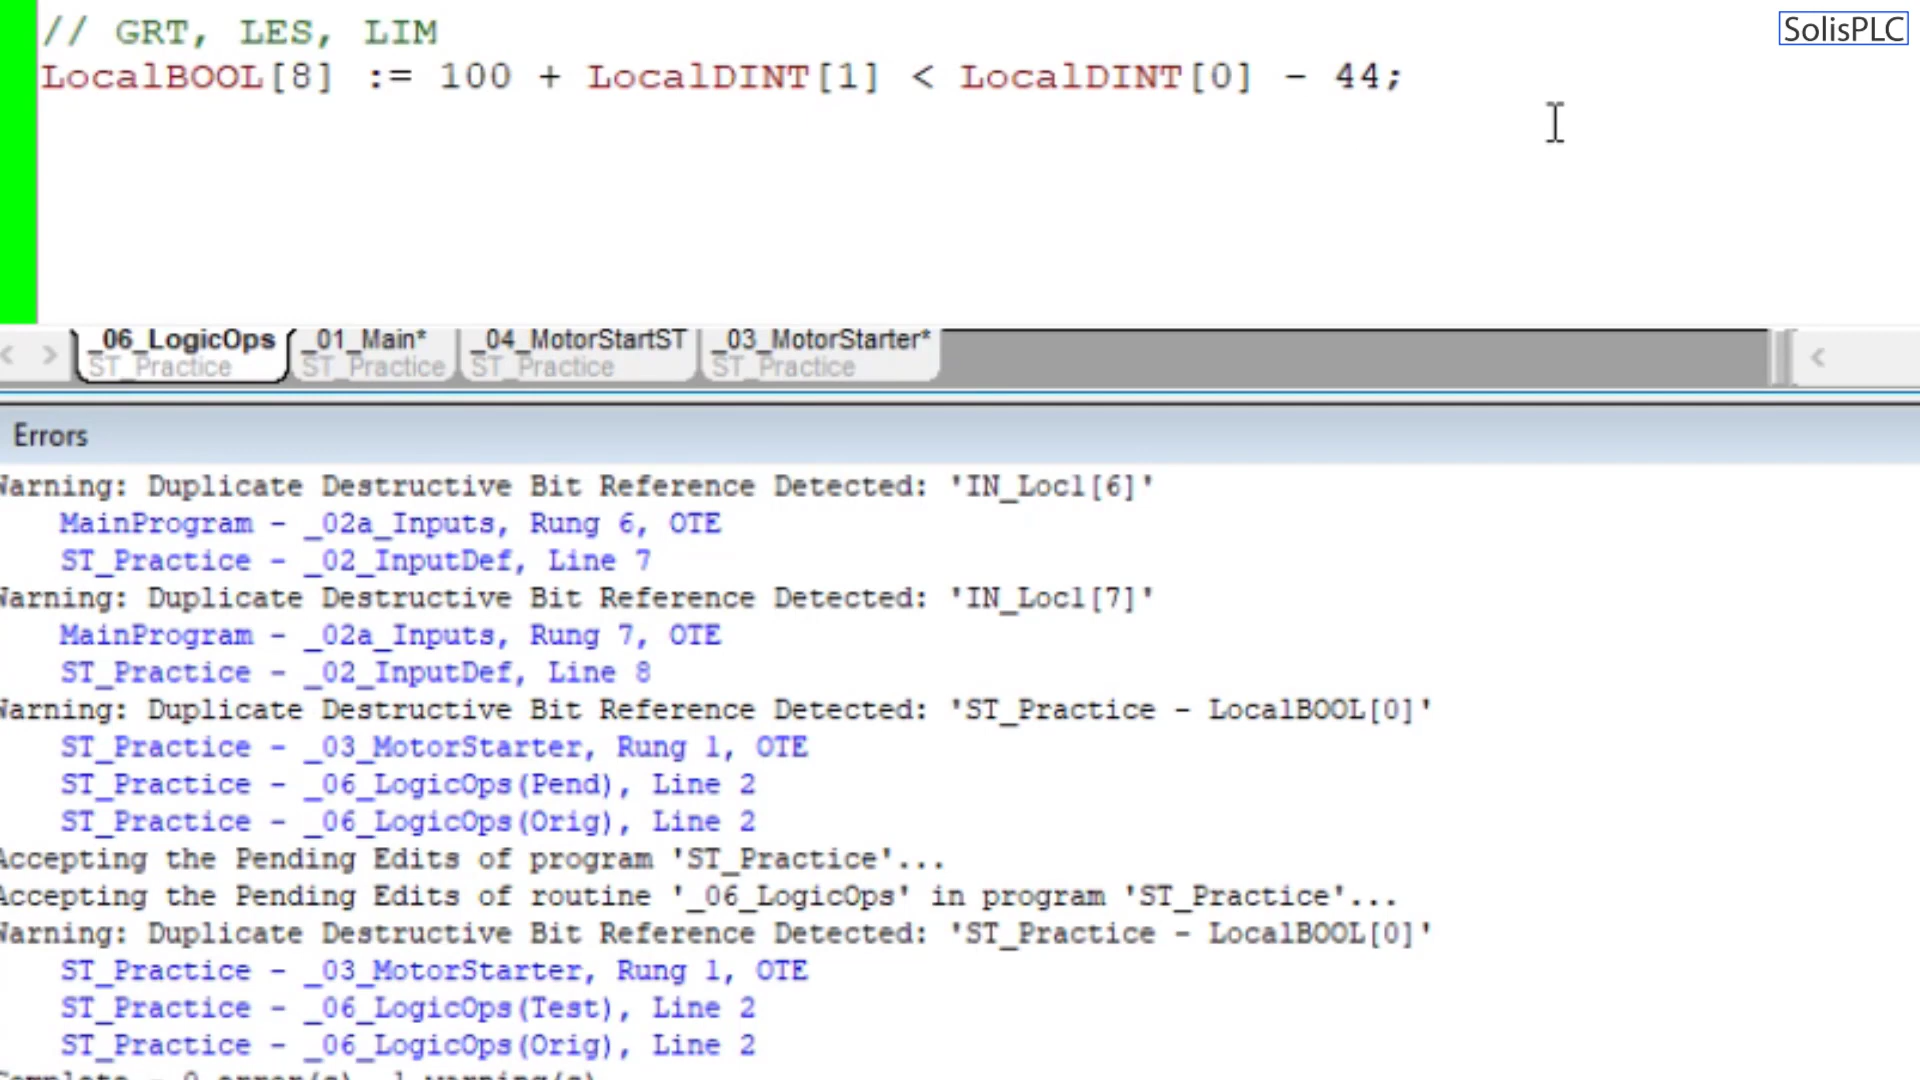 SolisPLC
// GRT, LES, LIM
LocalBOOL[8] := 100 + LocalDINT[1] < LocalDINT[0] - 44;
_06_LogicOps
ST_Practice
_01_Main*
ST_Practice
_04_MotorStartST
ST_Practice
_03_MotorStarter*
ST_Practice
Errors
Warning: Duplicate Destructive Bit Reference Detected: 'IN_Locl[6]'
MainProgram - _02a_Inputs, Rung 6, OTE
ST_Practice - _02_InputDef, Line 7
Warning: Duplicate Destructive Bit Reference Detected: 'IN_Locl[7]'
MainProgram - _02a_Inputs, Rung 7, OTE
ST_Practice - _02_InputDef, Line 8
Warning: Duplicate Destructive Bit Reference Detected: 'ST_Practice - LocalBOOL[0]'
ST_Practice - _03_MotorStarter, Rung 1, OTE
ST_Practice - _06_LogicOps(Pend), Line 2
ST_Practice - _06_LogicOps(Orig), Line 2
Accepting the Pending Edits of program 'ST_Practice'...
Accepting the Pending Edits of routine '_06_LogicOps' in program 'ST_Practice'...
Warning: Duplicate Destructive Bit Reference Detected: 'ST_Practice - LocalBOOL[0]'
ST_Practice - _03_MotorStarter, Rung 1, OTE
ST_Practice - _06_LogicOps(Test), Line 2
ST_Practice - _06_LogicOps(Orig), Line 2
Complete - 0 error(s), 1 warning(s)